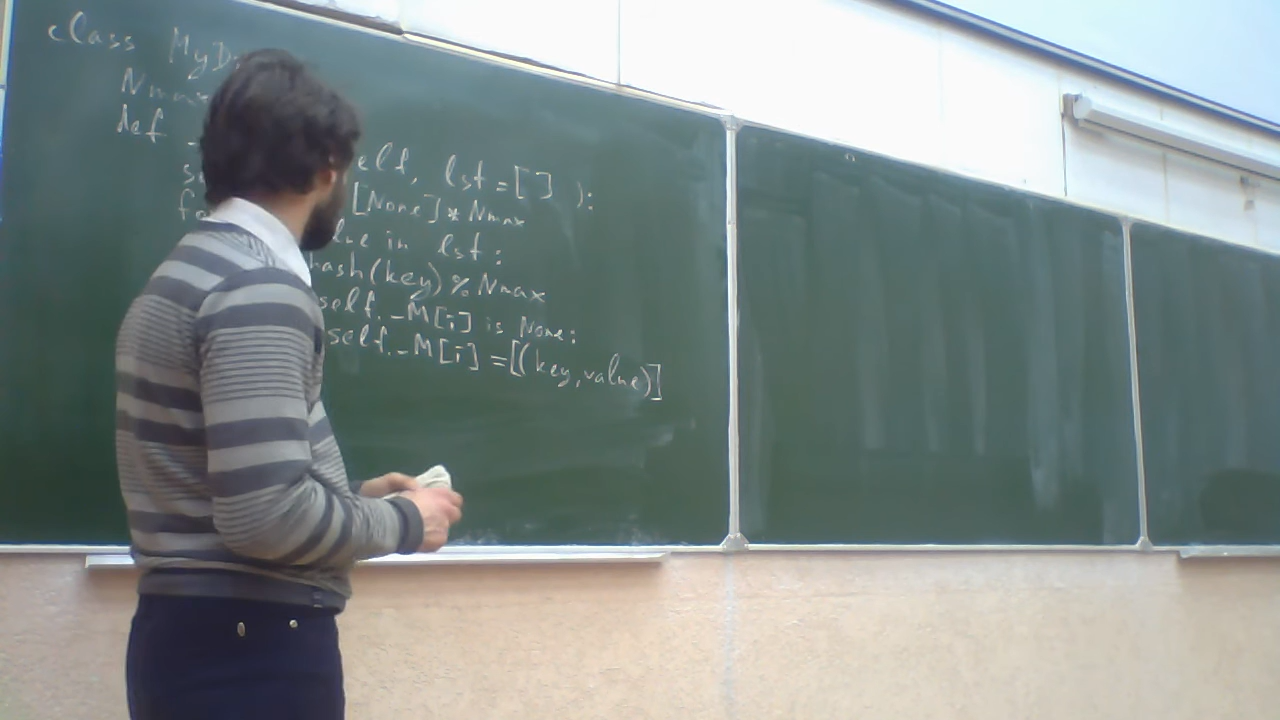 class MyD
Nmax
def
self, lst=[] ):
[None]*Nmax
lue in lst:
hash(key)%Nmax
self._M[i] is None:
self._M[i] =[(key,value)]